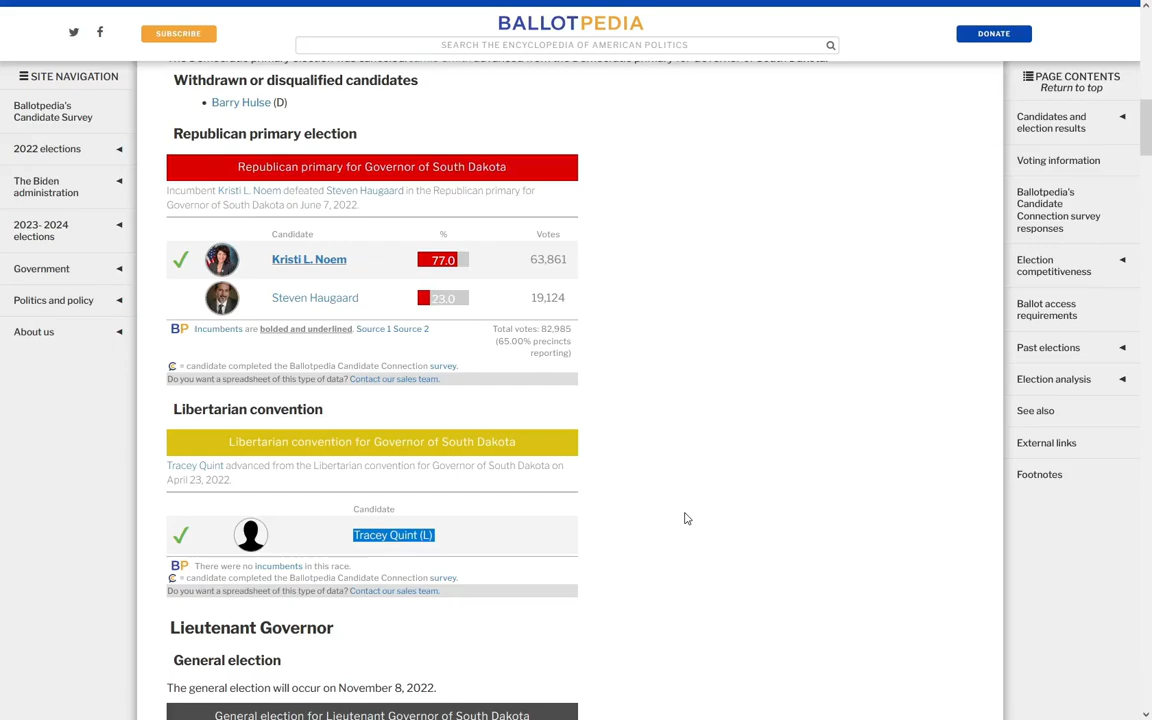 BALLOTPEDIA
SUBSCRIBE
SEARCH THE ENCYCLOPEDIA OF AMERICAN POLITICS
DONATE
SITE NAVIGATION
Ballotpedia's
Candidate Survey
2022 elections
The Biden
administration
2023- 2024
elections
Government
Politics and policy
About us
Withdrawn or disqualified candidates
• Barry Hulse (D)
Republican primary election
Republican primary for Governor of South Dakota
Incumbent Kristi L. Noem defeated Steven Haugaard in the Republican primary for
Governor of South Dakota on June 7, 2022.
Candidate % Votes
Kristi L. Noem 77.0 63,861
Steven Haugaard 23.0 19,124
BP Incumbents are bolded and underlined. Source 1 Source 2
Total votes: 82,985
(65.00% precincts
reporting)
= candidate completed the Ballotpedia Candidate Connection survey.
Do you want a spreadsheet of this type of data? Contact our sales team.
Libertarian convention
Libertarian convention for Governor of South Dakota
Tracey Quint advanced from the Libertarian convention for Governor of South Dakota on
April 23, 2022.
Candidate
Tracey Quint (L)
BP There were no incumbents in this race.
= candidate completed the Ballotpedia Candidate Connection survey.
Do you want a spreadsheet of this type of data? Contact our sales team.
Lieutenant Governor
General election
The general election will occur on November 8, 2022.
General election for Lieutenant Governor of South Dakota
PAGE CONTENTS
Return to top
Candidates and
election results
Voting information
Ballotpedia's
Candidate
Connection survey
responses
Election
competitiveness
Ballot access
requirements
Past elections
Election analysis
See also
External links
Footnotes